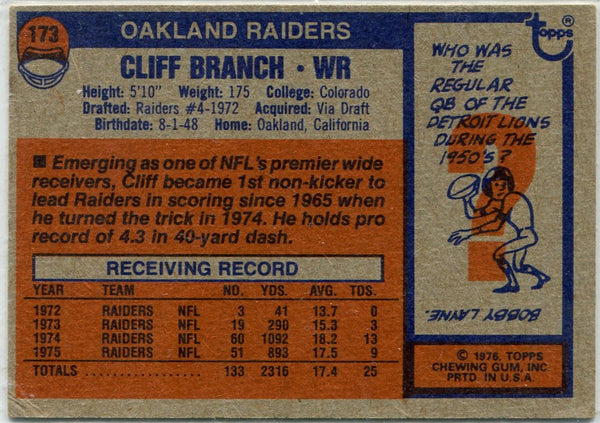 173
OAKLAND RAIDERS
CLIFF BRANCH • WR
Height: 5'10" Weight: 175 College: Colorado
Drafted: Raiders #4-1972 Acquired: Via Draft
Birthdate: 8-1-48 Home: Oakland, California
Emerging as one of NFL's premier wide
receivers, Cliff became 1st non-kicker to
lead Raiders in scoring since 1965 when
he turned the trick in 1974. He holds pro
record of 4.3 in 40-yard dash.
RECEIVING RECORD
YEAR TEAM NO. YDS. AVG. TDS.
1972 RAIDERS NFL 3 41 13.7 0
1973 RAIDERS NFL 19 290 15.3 3
1974 RAIDERS NFL 60 1092 18.2 13
1975 RAIDERS NFL 51 893 17.5 9
TOTALS 133 2316 17.4 25
topps®
WHO WAS
THE
REGULAR
QB OF THE
DETROIT LIONS
DURING THE
1950'S?
?
BOBBY LAYNE.
© 1976, TOPPS
CHEWING GUM, INC.
PRTD. IN U.S.A.